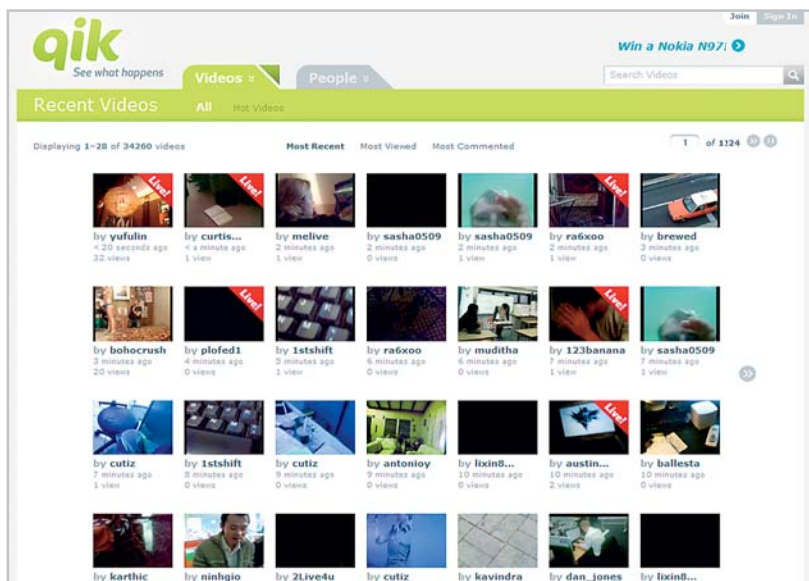 Join Sign In
qik
See what happens
Win a Nokia N97!
Videos People
Search Videos
Recent Videos All Hot Videos
Displaying 1-28 of 34260 videos Most Recent Most Viewed Most Commented 1 of 1224
Live! Live! Live!
by yufulin by curtis... by melive by sasha0509 by sasha0509 by ra6xoo by brewed
< 20 seconds ago < a minute ago 2 minutes ago 2 minutes ago 2 minutes ago 2 minutes ago 3 minutes ago
32 views 1 view 1 view 0 views 1 view 1 view 0 views
Live! Live!
by bohocrush by plofed1 by 1stshift by ra6xoo by muditha by 123banana by sasha0509
3 minutes ago 4 minutes ago 5 minutes ago 6 minutes ago 6 minutes ago 7 minutes ago 7 minutes ago
20 views 0 views 1 view 0 views 0 views 1 view 1 view
Live!
by cutiz by 1stshift by cutiz by antonioy by lixin8... by austin... by ballesta
7 minutes ago 8 minutes ago 9 minutes ago 9 minutes ago 10 minutes ago 10 minutes ago 10 minutes ago
1 view 0 views 0 views 0 views 0 views 2 views 0 views
by karthic by ninhgio by 2Live4u by cutiz by kavindra by dan_jones by lixin8...